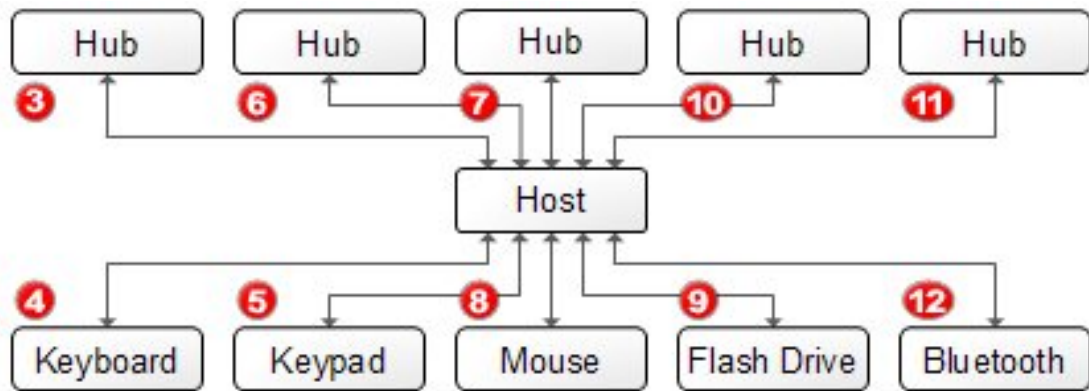 Hub Hub Hub Hub Hub
3 6 7 10 11
Host
4 5 8 9 12
Keyboard Keypad Mouse Flash Drive Bluetooth